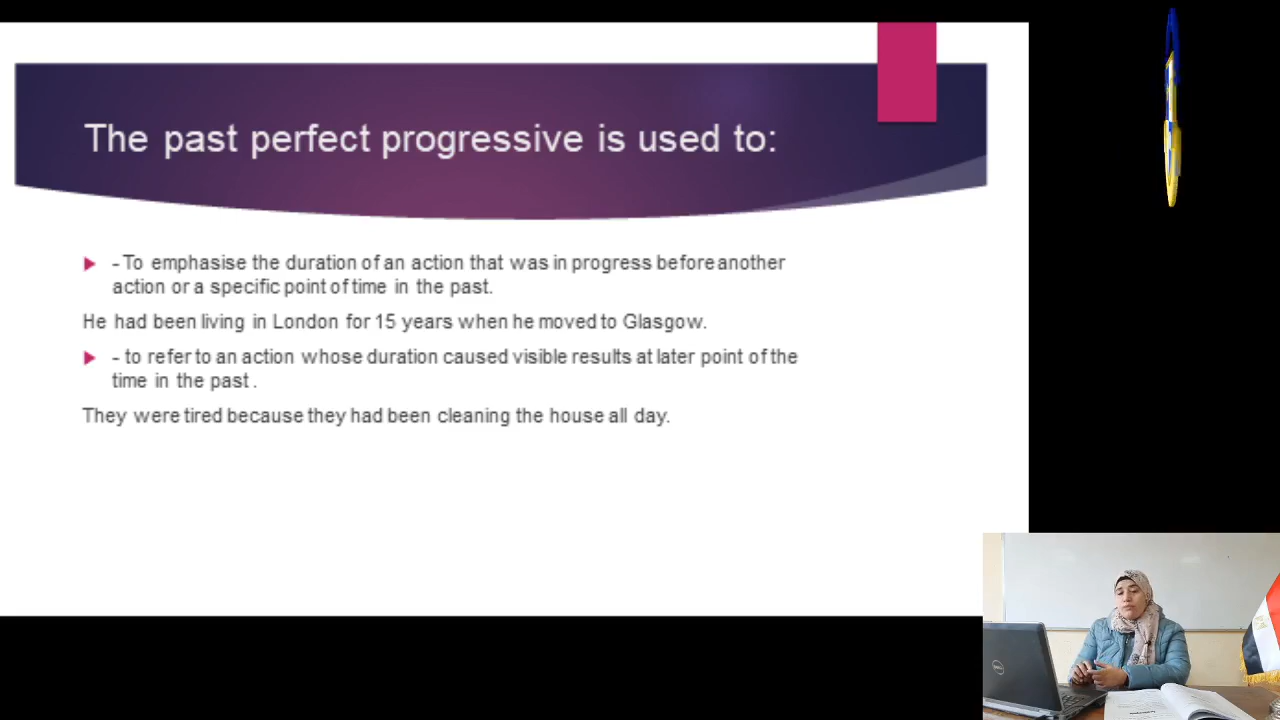 The past perfect progressive is used to:
- To emphasise the duration of an action that was in progress before another
action or a specific point of time in the past.
He had been living in London for 15 years when he moved to Glasgow.
- to refer to an action whose duration caused visible results at later point of the
time in the past .
They were tired because they had been cleaning the house all day.
DELL